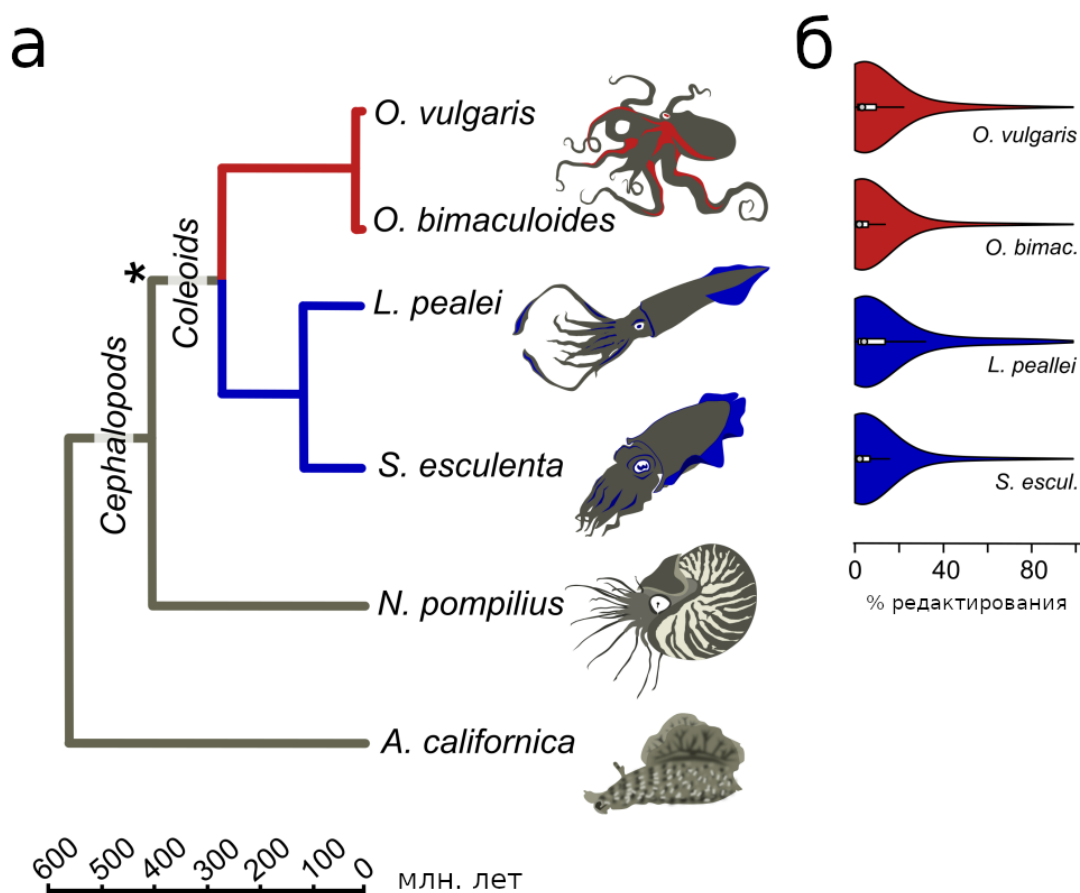 а
O. vulgaris
O. bimaculoides
*
Coleoids
L. pealei
Cephalopods
S. esculenta
N. pompilius
A. californica
600 500 400 300 200 100 0 млн. лет
б
O. vulgaris
O. bimac.
L. peallei
S. escul.
0 40 80
% редактирования